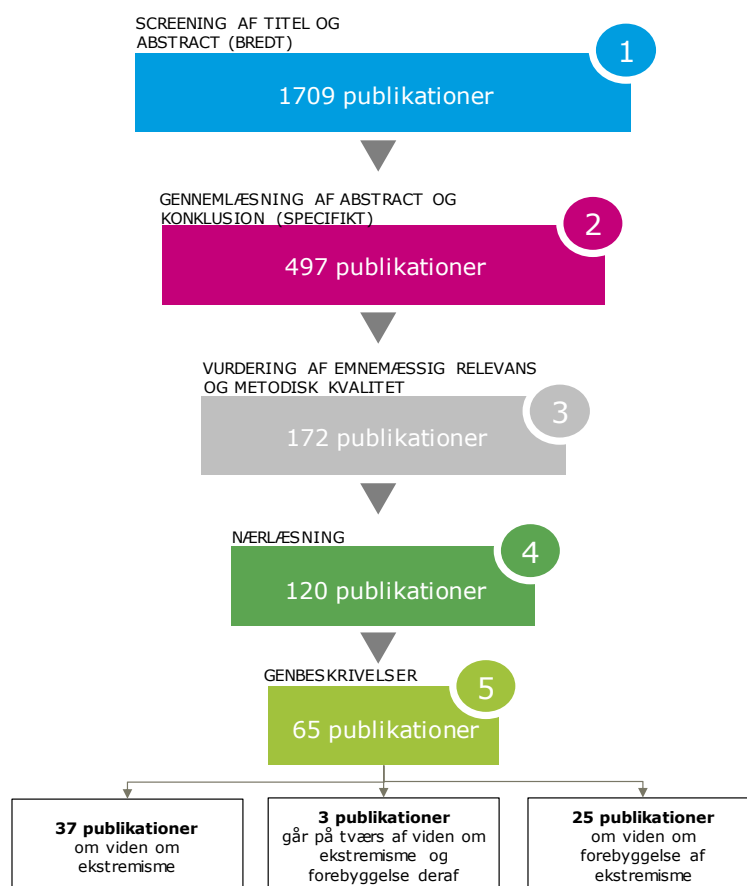 SCREENING AF TITEL OG
ABSTRACT (BREDT)
1
1709 publikationer
GENNEMLÆSNING AF ABSTRACT OG
KONKLUSION (SPECIFIKT)
2
497 publikationer
VURDERING AF EMNEMÆSSIG RELEVANS
OG METODISK KVALITET
3
172 publikationer
NÆRLÆSNING
4
120 publikationer
GENBESKRIVELSER
5
65 publikationer
37 publikationer
om viden om
ekstremisme
3 publikationer
går på tværs af viden om
ekstremisme og
forebyggelse deraf
25 publikationer
om viden om
forebyggelse af
ekstremisme